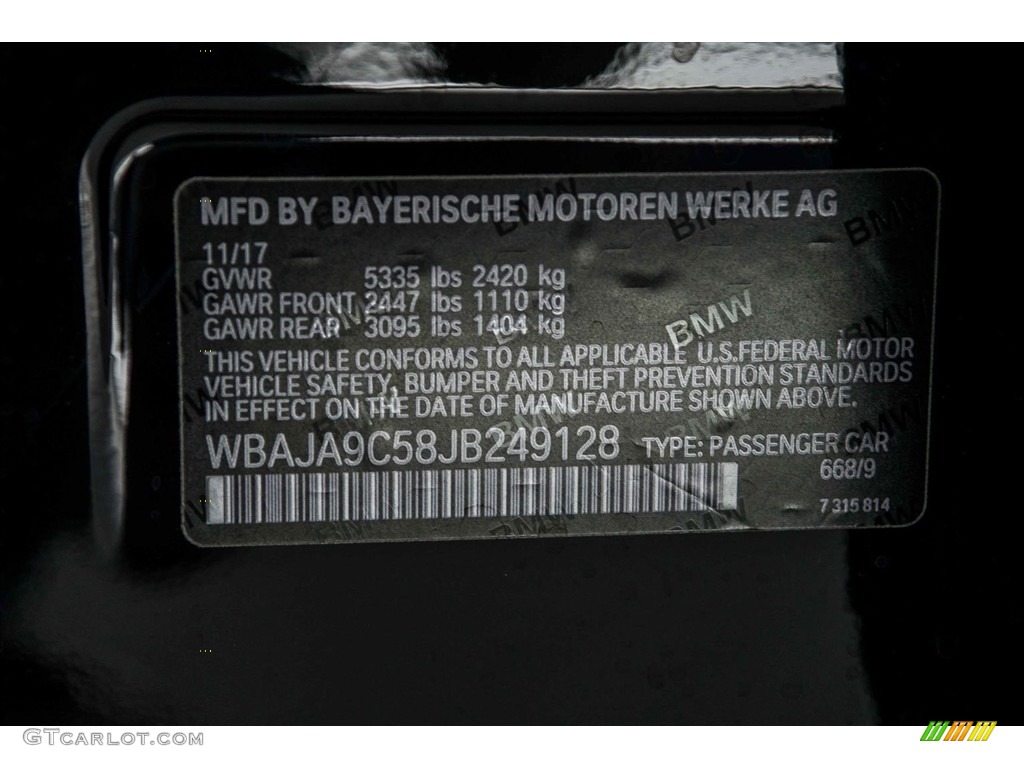 MFD BY BAYERISCHE MOTOREN WERKE AG
11/17
GVWR 5335 lbs 2420 kg
GAWR FRONT 2447 lbs 1110 kg
GAWR REAR 3095 lbs 1404 kg
BMW
THIS VEHICLE CONFORMS TO ALL APPLICABLE U.S.FEDERAL MOTOR
VEHICLE SAFETY, BUMPER AND THEFT PREVENTION STANDARDS
IN EFFECT ON THE DATE OF MANUFACTURE SHOWN ABOVE.
WBAJA9C58JB249128 TYPE: PASSENGER CAR
668/9
7 315 814
GTCARLOT.COM